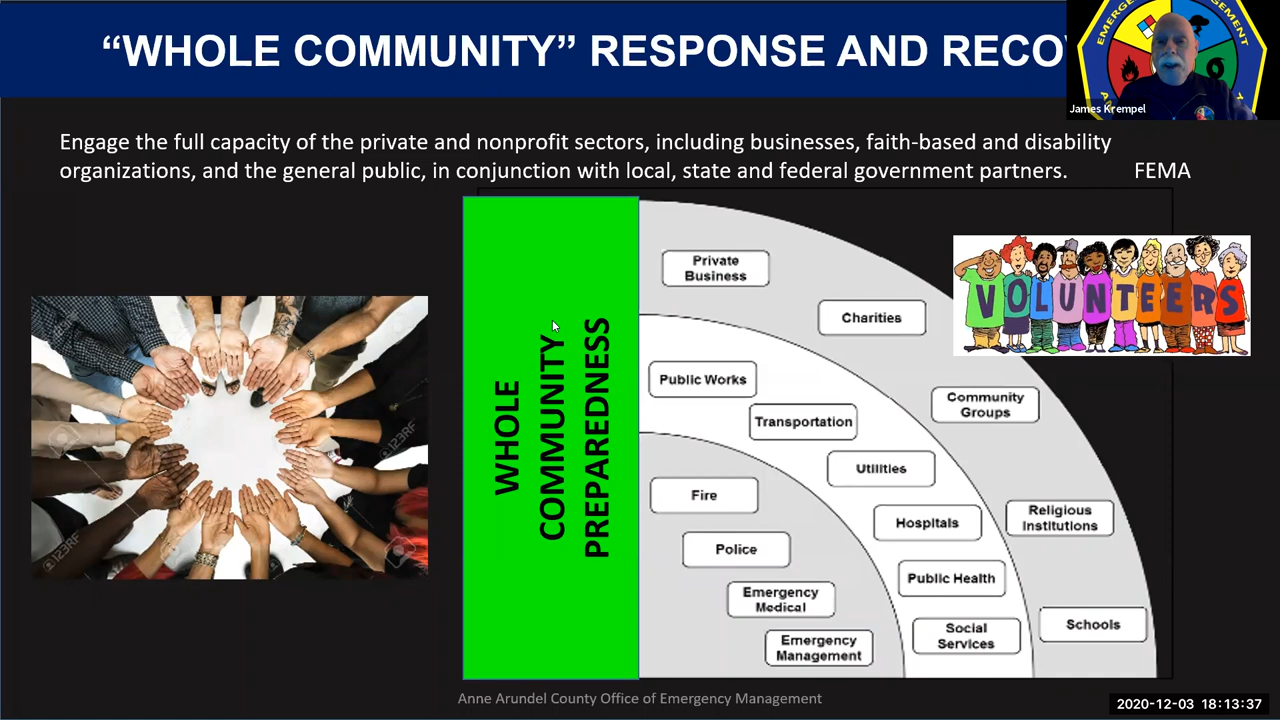 “WHOLE COMMUNITY” RESPONSE AND RECO
James Krempel
Engage the full capacity of the private and nonprofit sectors, including businesses, faith-based and disability
organizations, and the general public, in conjunction with local, state and federal government partners.
FEMA
WHOLE
COMMUNITY
PREPAREDNESS
Private
Business
Charities
Community
Groups
Religious
Institutions
Schools
Public Works
Transportation
Utilities
Hospitals
Public Health
Social
Services
Fire
Police
Emergency
Medical
Emergency
Management
VOLUNTEERS
123RF
123RF
123RF
Anne Arundel County Office of Emergency Management
2020-12-03 18:13:37